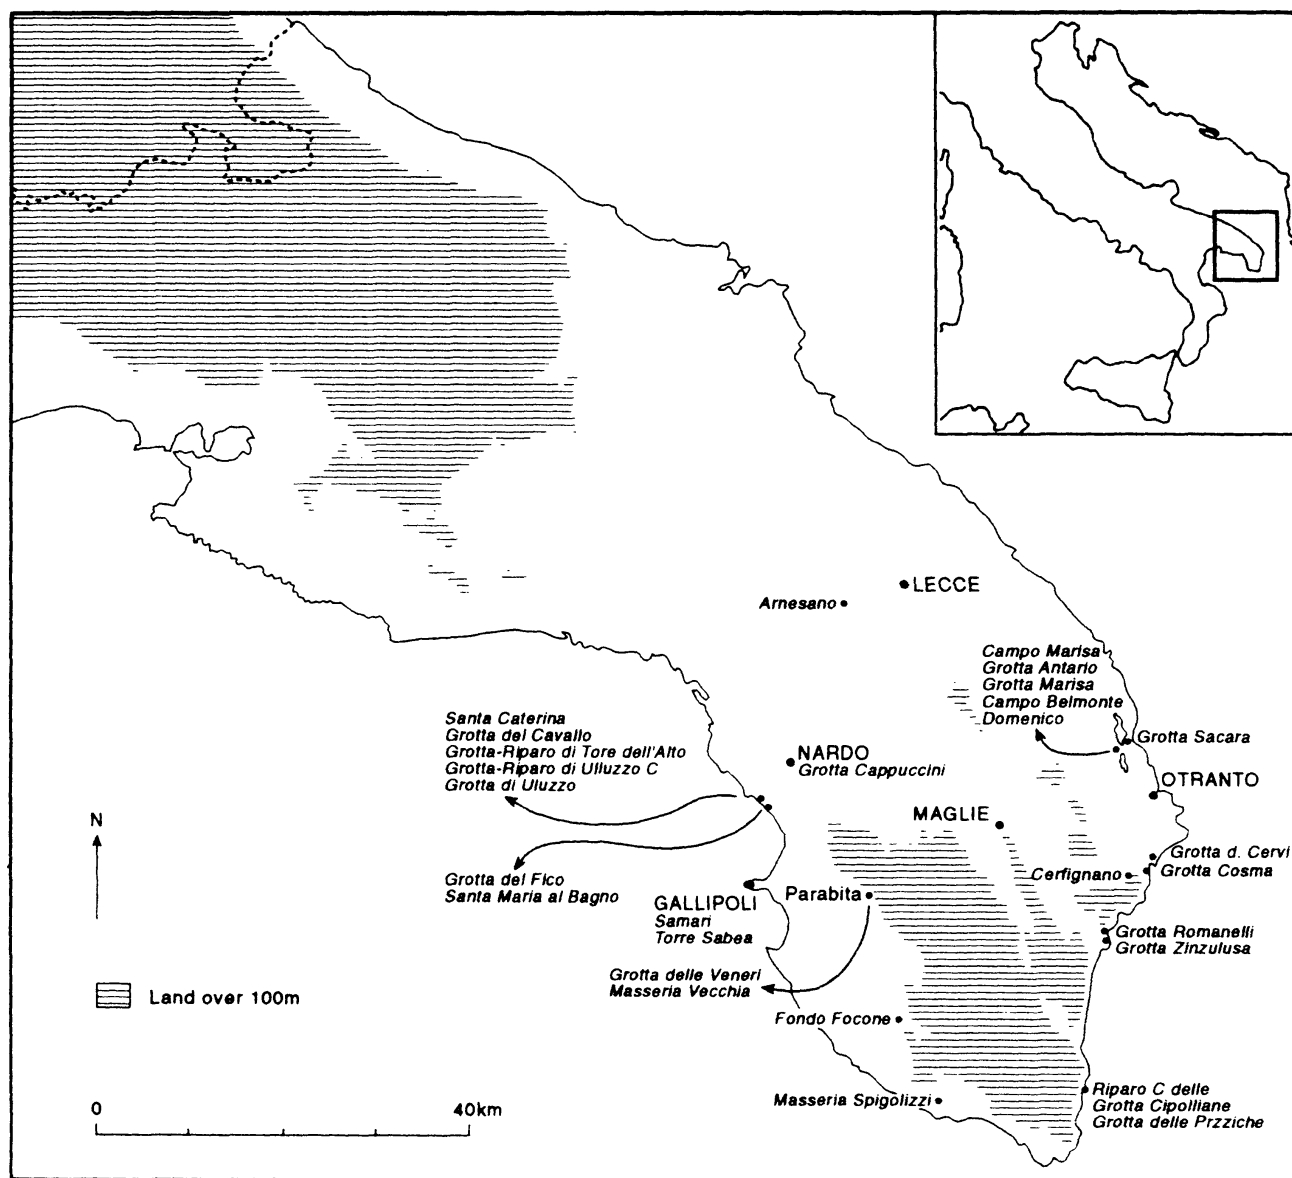 LECCE
Arnesano
Campo Marisa
Grotta Antario
Grotta Marisa
Campo Belmonte
Domenico
Santa Caterina
Grotta del Cavallo
Grotta-Riparo di Tore dell'Alto
Grotta-Riparo di Ulluzzo C
Grotta di Uluzzo
Grotta Sacara
NARDO
Grotta Cappuccini
OTRANTO
MAGLIE
N
Grotta d. Cervi
Grotta Cosma
Cerfignano
Grotta del Fico
Santa Maria al Bagno
GALLIPOLI
Samari
Torre Sabea
Parabita
Grotta Romanelli
Grotta Zinzulusa
Grotta delle Veneri
Masseria Vecchia
Land over 100m
Fondo Focone
Masseria Spigolizzi
Riparo C delle
Grotta Cipolliane
Grotta delle Przziche
0 40km